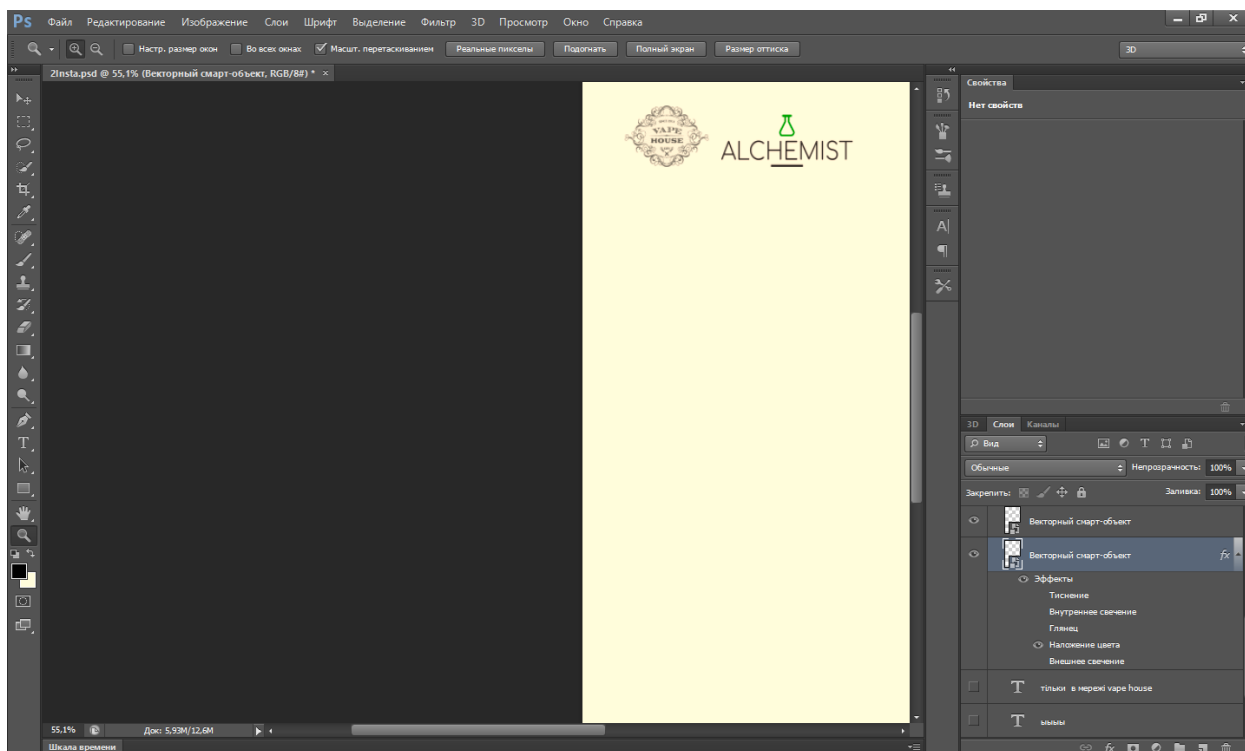 Ps Файл Редактирование Изображение Слои Шрифт Выделение Фильтр 3D Просмотр Окно Справка
Настр. размер окон Во всех окнах Масшт. перетаскиванием Реальные пикселы Подогнать Полный экран Размер оттиска 3D
2Insta.psd @ 55,1% (Векторный смарт-объект, RGB/8#) * ×
Свойства
Нет свойств
VAPE
HOUSE
ALCHEMIST
3D Слои Каналы
Вид
Обычные Непрозрачность: 100%
Закрепить: Заливка: 100%
Векторный смарт-объект
Векторный смарт-объект fx
Эффекты
Тиснение
Внутреннее свечение
Глянец
Наложение цвета
Внешнее свечение
T тільки в мережі vape house
T ыыыы
55,1% Док: 5,93M/12,6M
Шкала времени